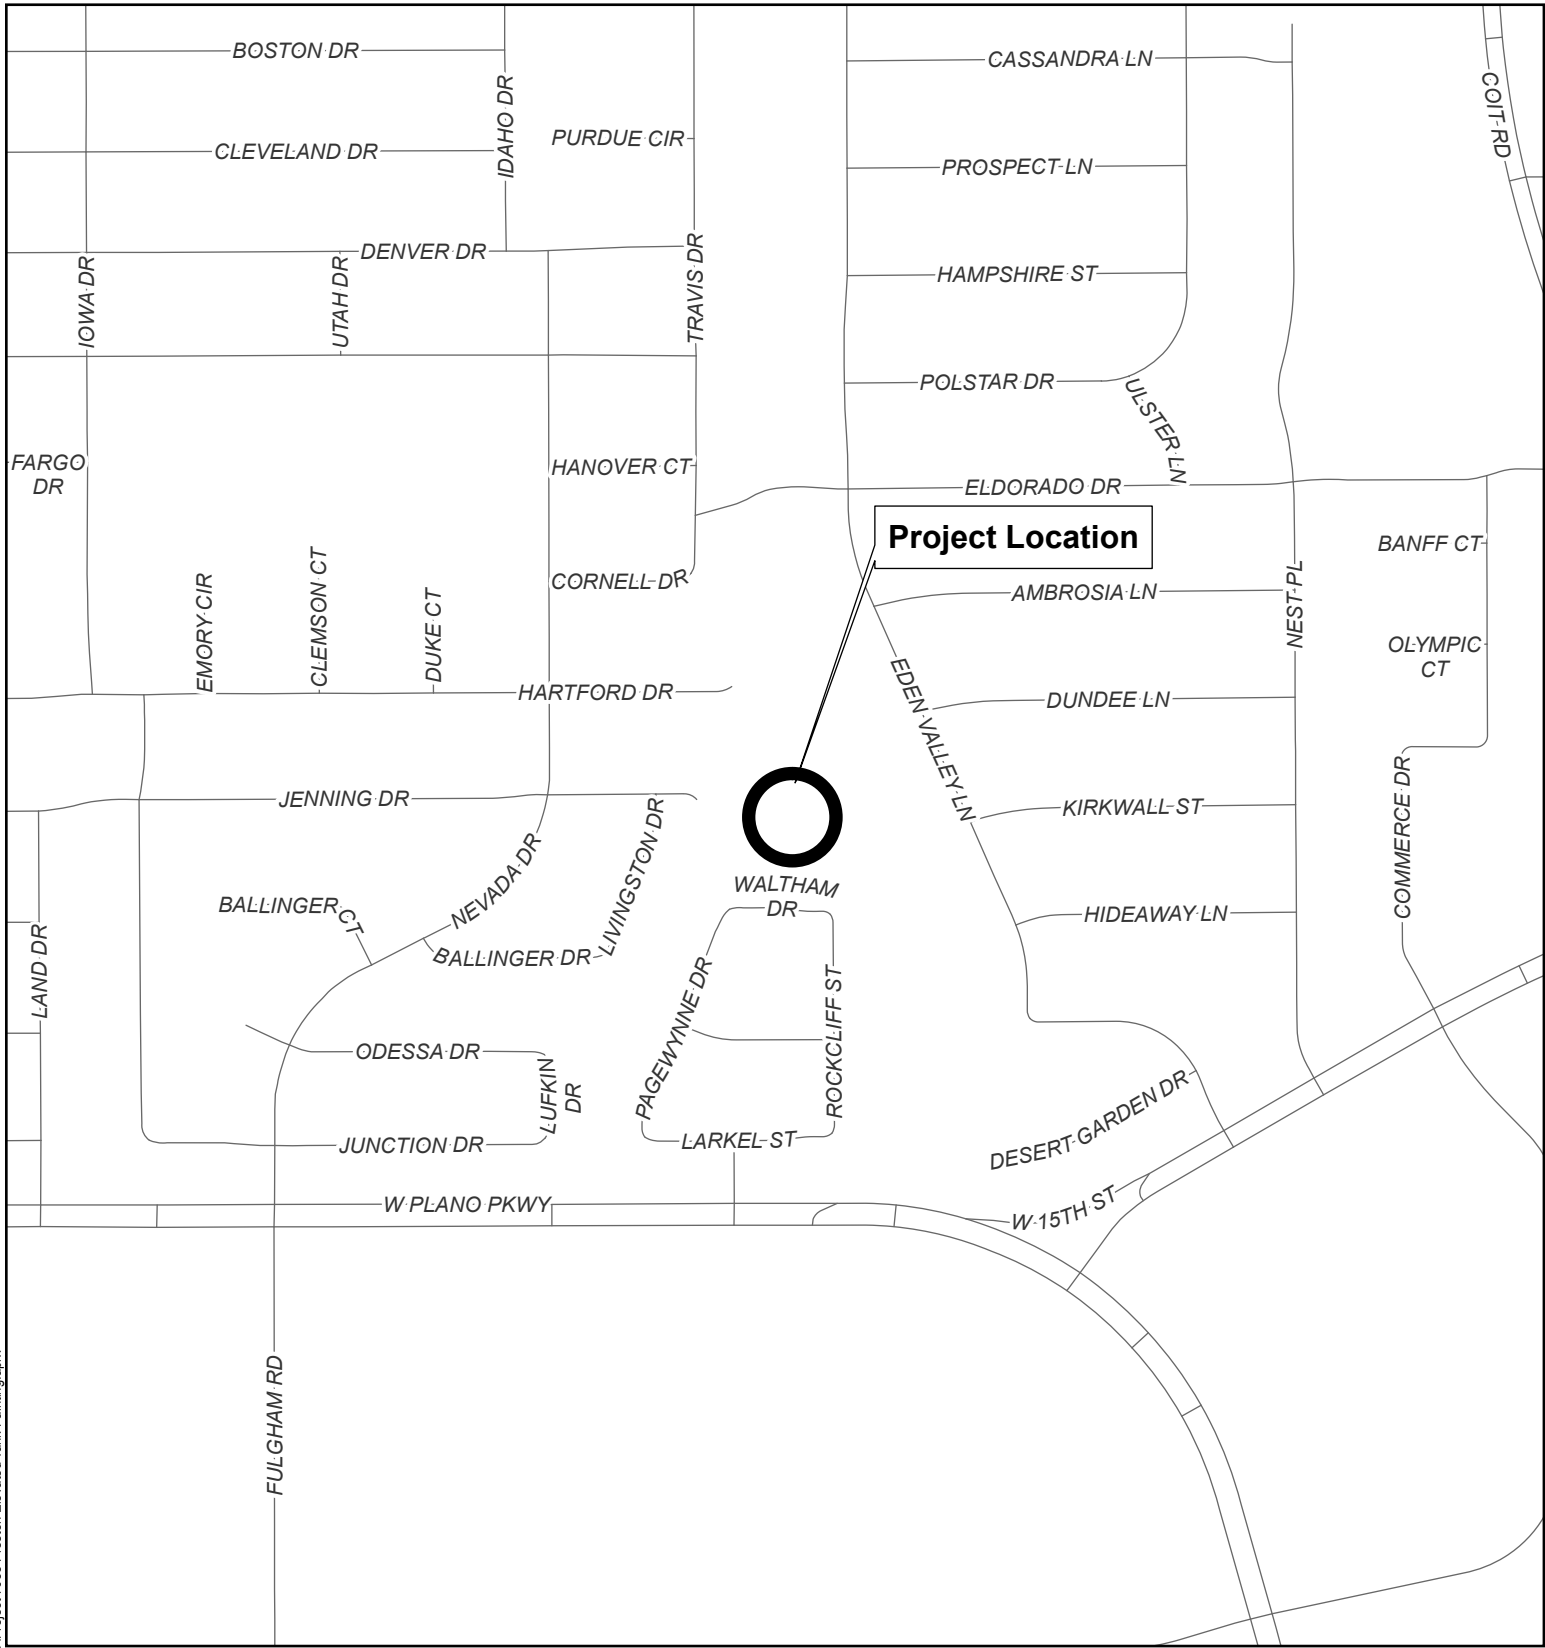 BOSTON DR
CASSANDRA LN
COIT RD
IDAHO DR
PURDUE CIR
CLEVELAND DR
PROSPECT LN
DENVER DR
TRAVIS DR
HAMPSHIRE ST
IOWA DR
UTAH DR
POLSTAR DR
ULSTER LN
FARGO
DR
HANOVER CT
ELDORADO DR
Project Location
BANFF CT
CORNELL DR
AMBROSIA LN
NEST PL
EMORY CIR
CLEMSON CT
DUKE CT
OLYMPIC
CT
HARTFORD DR
EDEN VALLEY LN
DUNDEE LN
JENNING DR
LIVINGSTON DR
KIRKWALL ST
COMMERCE DR
NEVADA DR
WALTHAM
DR
BALLINGER CT
HIDEAWAY LN
BALLINGER DR
LAND DR
PAGEWYNNE DR
ROCKCLIFF ST
ODESSA DR
LUFKIN
DR
DESERT GARDEN DR
JUNCTION DR
LARKEL ST
W PLANO PKWY
W 15TH ST
FULGHAM RD